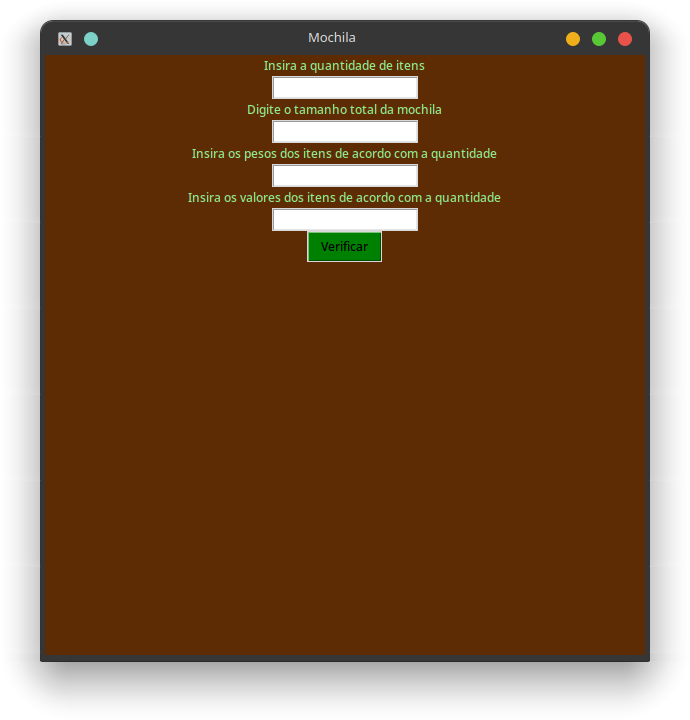 Mochila
Insira a quantidade de itens
Digite o tamanho total da mochila
Insira os pesos dos itens de acordo com a quantidade
Insira os valores dos itens de acordo com a quantidade
Verificar